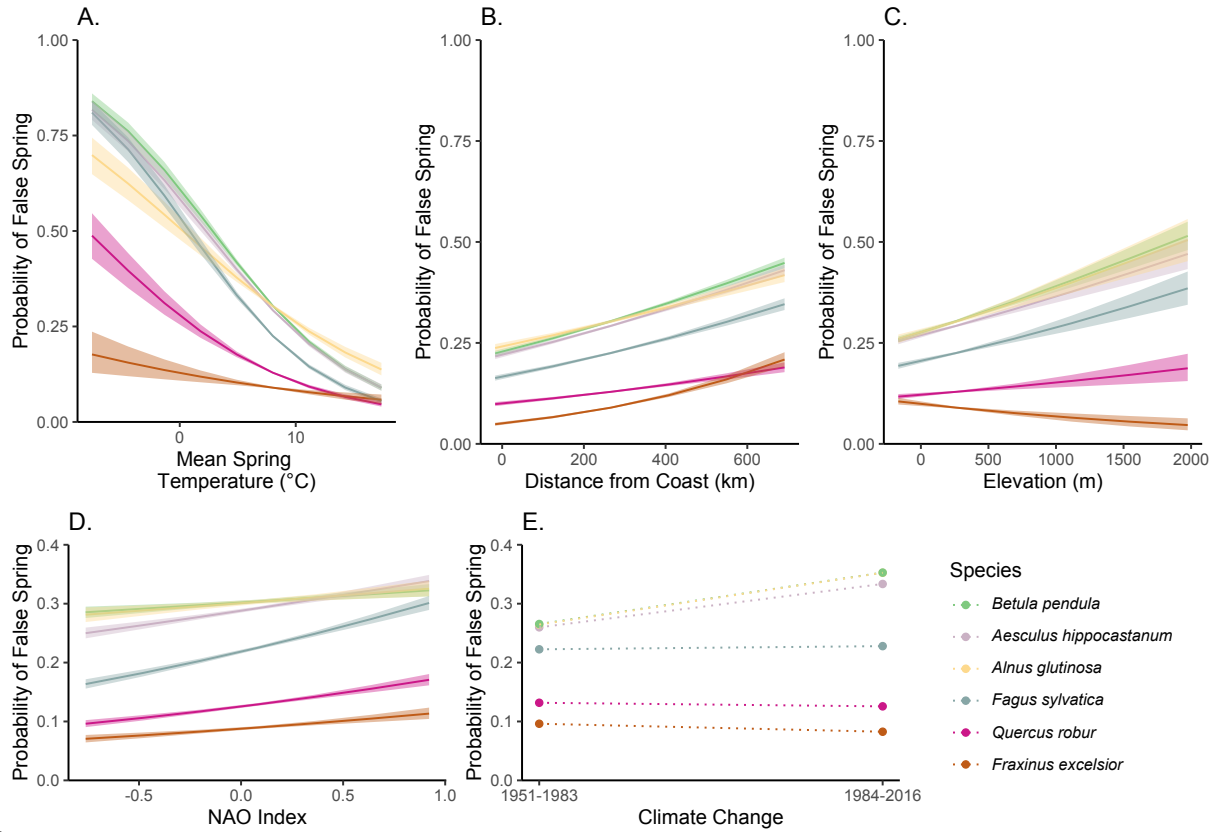 A.
Probability of False Spring
1.00
0.75
0.50
0.25
0.00
0
10
Mean Spring
Temperature (°C)
B.
Probability of False Spring
1.00
0.75
0.50
0.25
0.00
0
200
400
600
Distance from Coast (km)
C.
Probability of False Spring
1.00
0.75
0.50
0.25
0.00
0
500
1000
1500
2000
Elevation (m)
D.
Probability of False Spring
0.4
0.3
0.2
0.1
0.0
-0.5
0.0
0.5
1.0
NAO Index
E.
Probability of False Spring
0.4
0.3
0.2
0.1
0.0
1951-1983
1984-2016
Climate Change
Species
Betula pendula
Aesculus hippocastanum
Alnus glutinosa
Fagus sylvatica
Quercus robur
Fraxinus excelsior